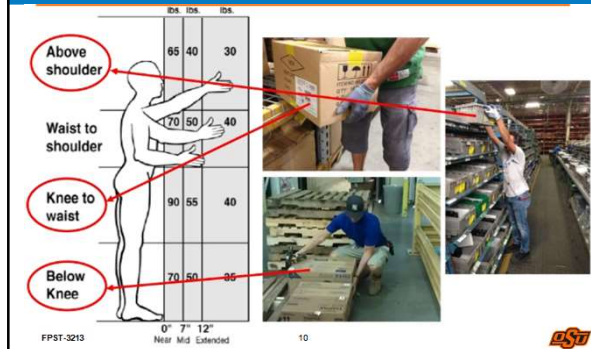 lbs. lbs. lbs.
Above shoulder 65 40 30
Waist to shoulder 70 50 40
Knee to waist 90 55 40
Below Knee 70 50 35
0" 7" 12"
Near Mid Extended
FPST-3213 10
OSU